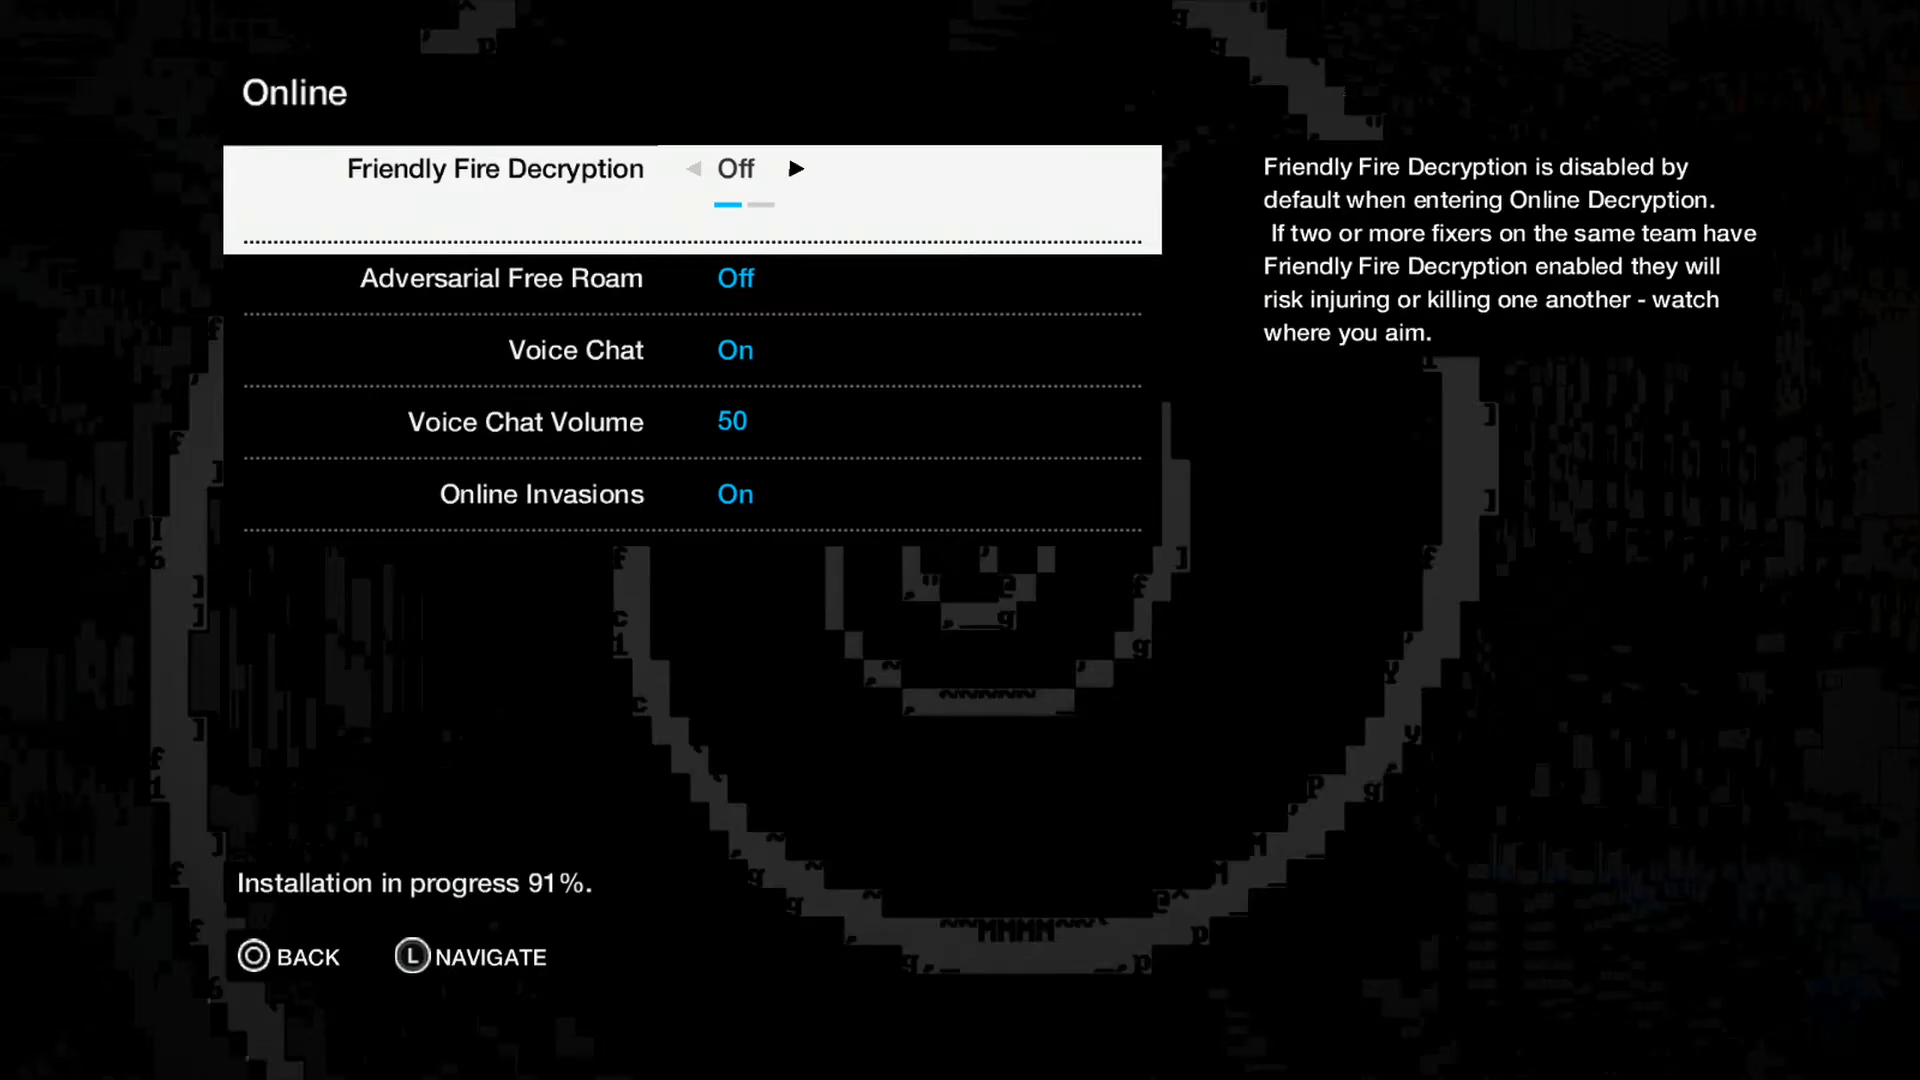 Online
Friendly Fire Decryption Off
Adversarial Free Roam Off
Voice Chat On
Voice Chat Volume 50
Online Invasions On
Friendly Fire Decryption is disabled by
default when entering Online Decryption.
If two or more fixers on the same team have
Friendly Fire Decryption enabled they will
risk injuring or killing one another - watch
where you aim.
Installation in progress 91%.
BACK L NAVIGATE